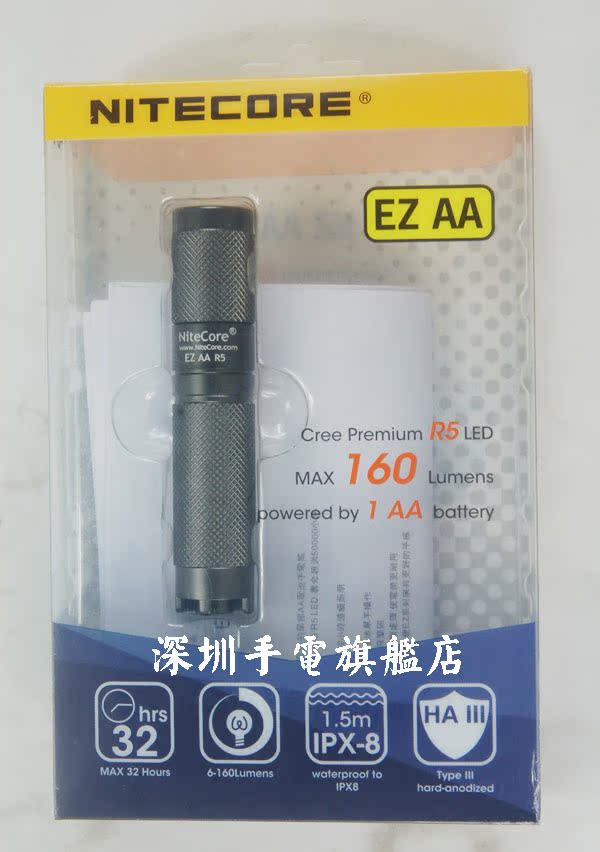 NITECORE®
EZ AA
NiteCore®
www.NiteCore.com
EZ AA R5
Cree Premium R5 LED
MAX 160 Lumens
powered by 1 AA battery
深圳手電旗艦店
hrs
32
MAX 32 Hours
6-160Lumens
1.5m
IPX-8
waterproof to
IPX8
HA III
Type III
hard-anodized